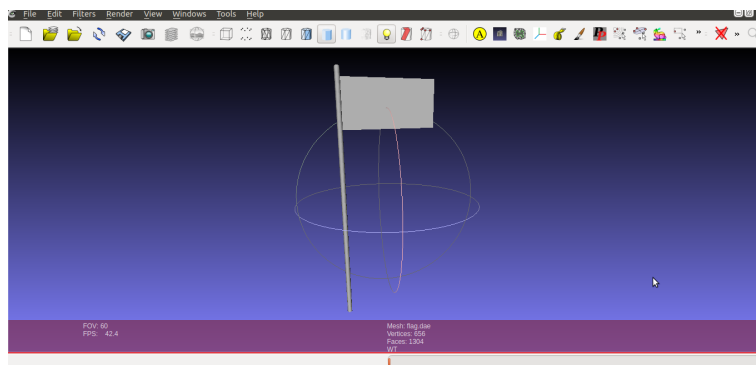 File Edit Filters Render View Windows Tools Help
A
FOV: 60
FPS: 42.4
Mesh: flag.dae
Vertices: 656
Faces: 1304
WT